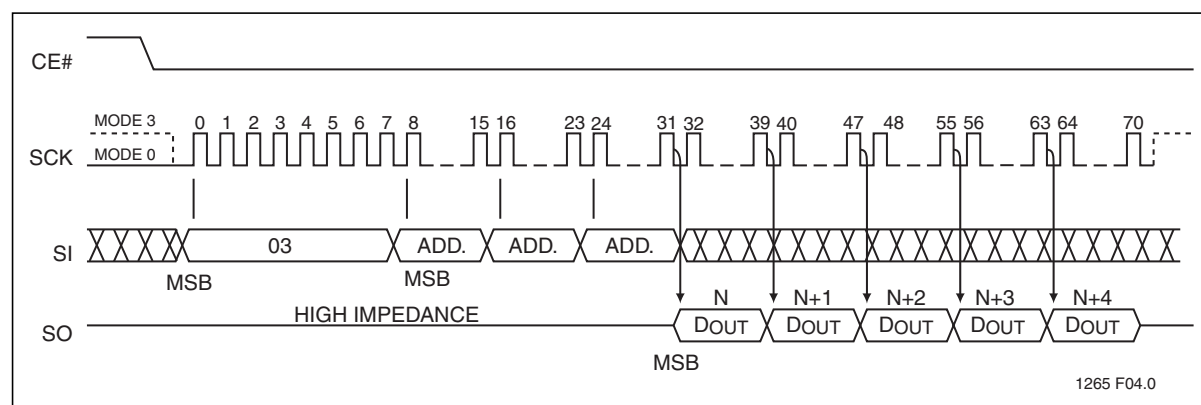 CE#
MODE 3
0 1 2 3 4 5 6 7 8 15 16 23 24 31 32 39 40 47 48 55 56 63 64 70
SCK
MODE 0
SI
03 ADD. ADD. ADD.
MSB MSB
N N+1 N+2 N+3 N+4
HIGH IMPEDANCE
SO
DOUT DOUT DOUT DOUT DOUT
MSB
1265 F04.0